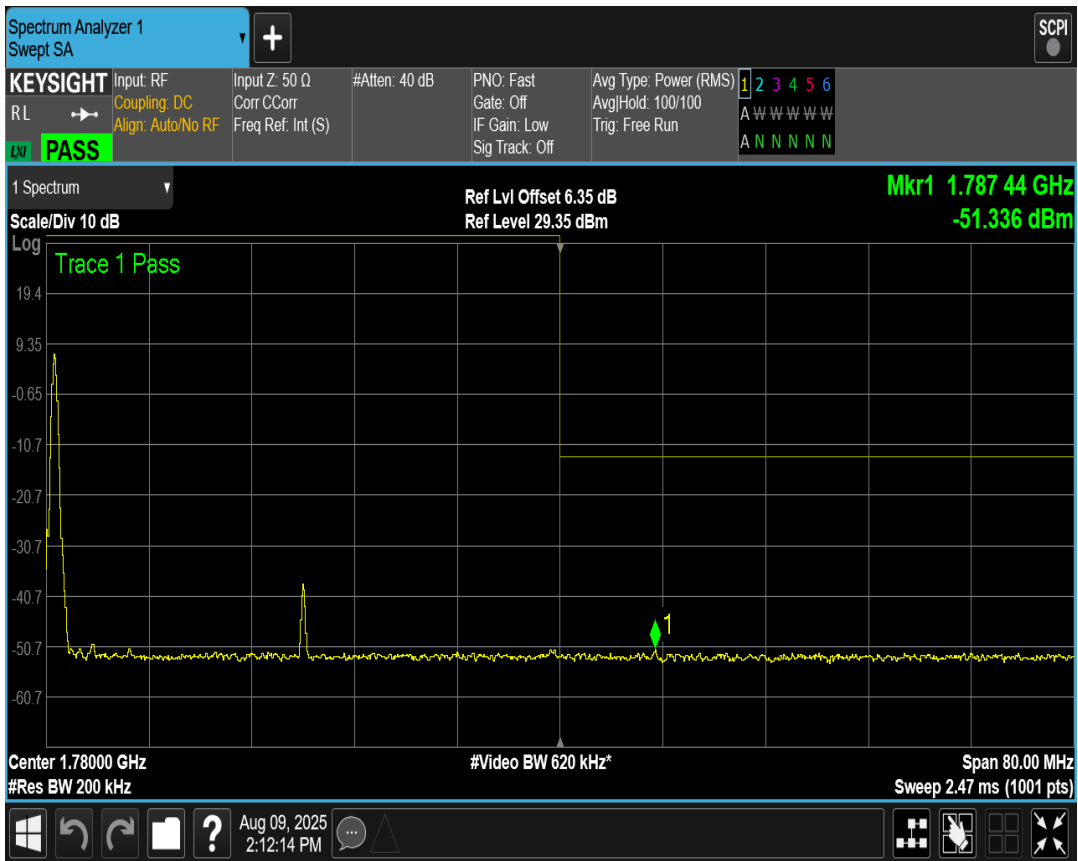 Spectrum Analyzer 1
Swept SA
+
SCPI
KEYSIGHT
R L
LXI PASS
Input: RF
Coupling: DC
Align: Auto/No RF
Input Z: 50 Ω
Corr CCorr
Freq Ref: Int (S)
#Atten: 40 dB
PNO: Fast
Gate: Off
IF Gain: Low
Sig Track: Off
Avg Type: Power (RMS)
Avg|Hold: 100/100
Trig: Free Run
1 2 3 4 5 6
A W W W W W
A N N N N N
1 Spectrum
Scale/Div 10 dB
Ref Lvl Offset 6.35 dB
Ref Level 29.35 dBm
Mkr1 1.787 44 GHz
-51.336 dBm
Log
Trace 1 Pass
19.4
9.35
-0.65
-10.7
-20.7
-30.7
-40.7
-50.7
-60.7
1
Center 1.78000 GHz
#Res BW 200 kHz
#Video BW 620 kHz*
Span 80.00 MHz
Sweep 2.47 ms (1001 pts)
?
Aug 09, 2025
2:12:14 PM